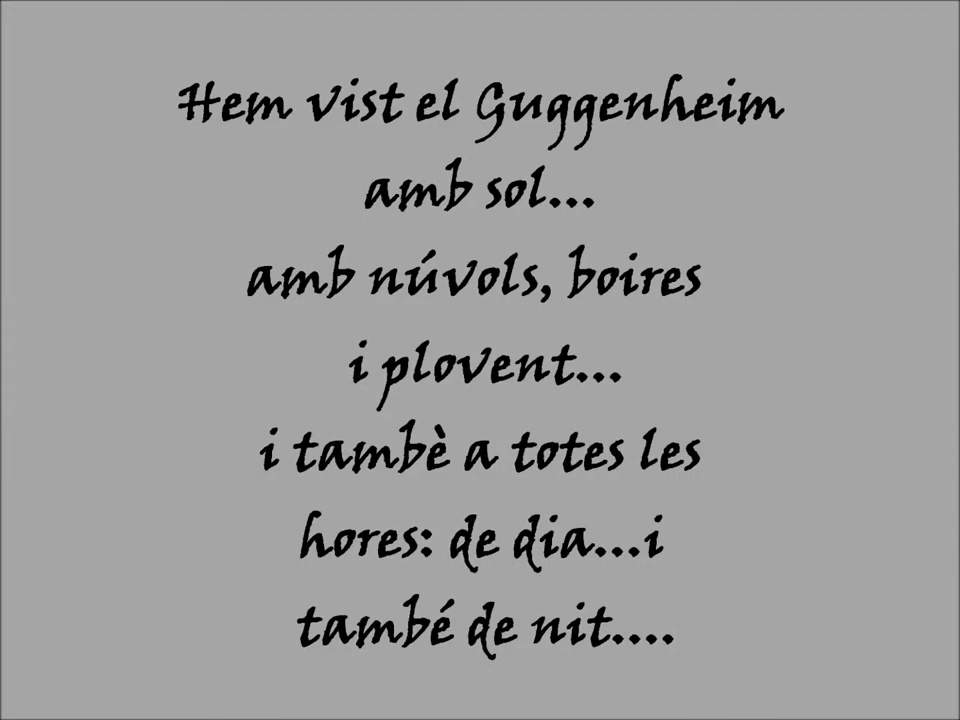 Hem vist el Guggenheim
amb sol...
amb núvols, boires
i plovent...
i tambè a totes les
hores: de dia...i
també de nit....